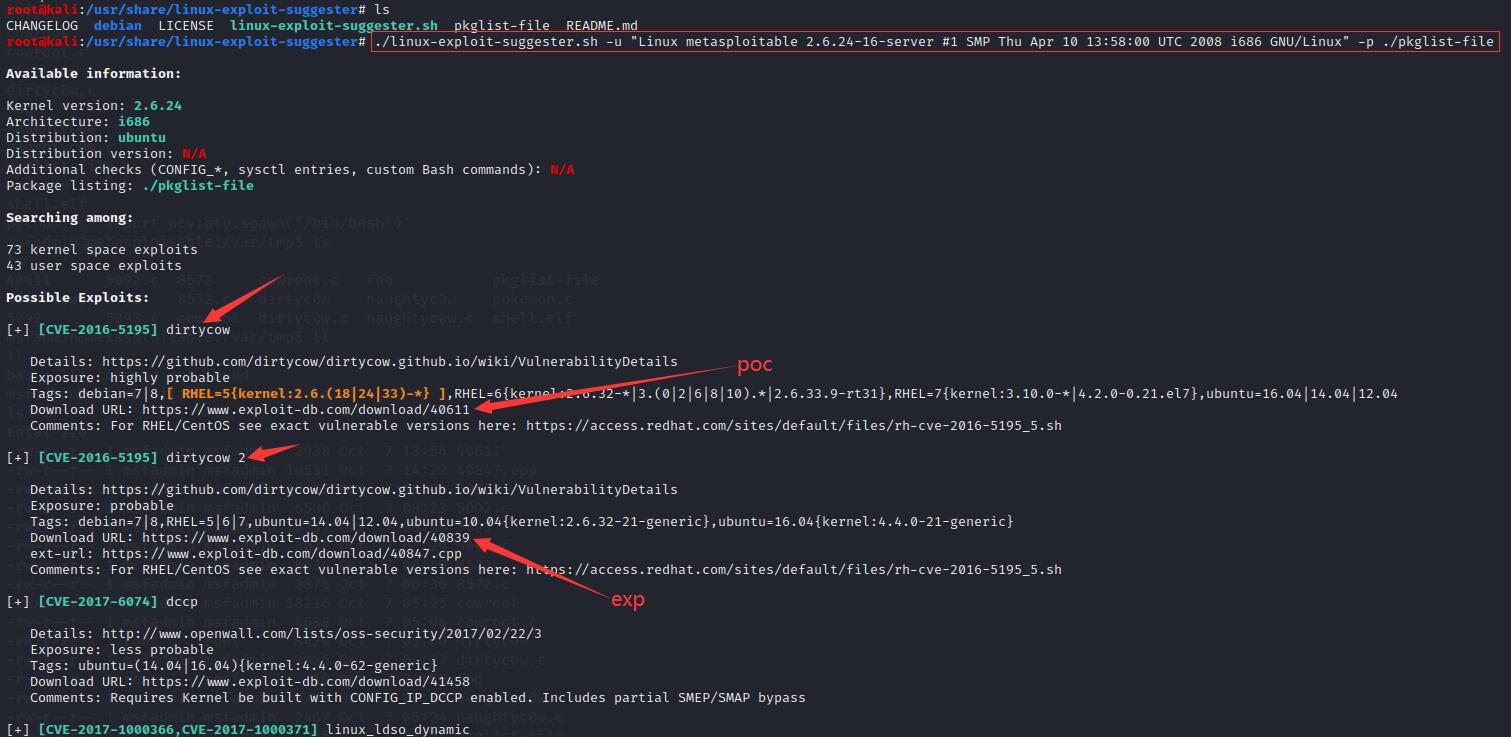 root@kali:/usr/share/linux-exploit-suggester# ls
CHANGELOG  debian  LICENSE  linux-exploit-suggester.sh  pkglist-file  README.md
root@kali:/usr/share/linux-exploit-suggester# ./linux-exploit-suggester.sh -u "Linux metasploitable 2.6.24-16-server #1 SMP Thu Apr 10 13:58:00 UTC 2008 i686 GNU/Linux" -p ./pkglist-file
Available information:
Kernel version: 2.6.24
Architecture: i686
Distribution: ubuntu
Distribution version: N/A
Additional checks (CONFIG_*, sysctl entries, custom Bash commands): N/A
Package listing: ./pkglist-file
Searching among:
73 kernel space exploits
43 user space exploits
Possible Exploits:
[+] [CVE-2016-5195] dirtycow
Details: https://github.com/dirtycow/dirtycow.github.io/wiki/VulnerabilityDetails
poc
Exposure: highly probable
Tags: debian=7|8,[ RHEL=5{kernel:2.6.(18|24|33)-*} ],RHEL=6{kernel:2.6.32-*|3.(0|2|6|8|10).*|2.6.33.9-rt31},RHEL=7{kernel:3.10.0-*|4.2.0-0.21.el7},ubuntu=16.04|14.04|12.04
Download URL: https://www.exploit-db.com/download/40611
Comments: For RHEL/CentOS see exact vulnerable versions here: https://access.redhat.com/sites/default/files/rh-cve-2016-5195_5.sh
[+] [CVE-2016-5195] dirtycow 2
Details: https://github.com/dirtycow/dirtycow.github.io/wiki/VulnerabilityDetails
Exposure: probable
Tags: debian=7|8,RHEL=5|6|7,ubuntu=14.04|12.04,ubuntu=10.04{kernel:2.6.32-21-generic},ubuntu=16.04{kernel:4.4.0-21-generic}
Download URL: https://www.exploit-db.com/download/40839
ext-url: https://www.exploit-db.com/download/40847.cpp
Comments: For RHEL/CentOS see exact vulnerable versions here: https://access.redhat.com/sites/default/files/rh-cve-2016-5195_5.sh
[+] [CVE-2017-6074] dccp
exp
Details: http://www.openwall.com/lists/oss-security/2017/02/22/3
Exposure: less probable
Tags: ubuntu=(14.04|16.04){kernel:4.4.0-62-generic}
Download URL: https://www.exploit-db.com/download/41458
Comments: Requires Kernel be built with CONFIG_IP_DCCP enabled. Includes partial SMEP/SMAP bypass
[+] [CVE-2017-1000366,CVE-2017-1000371] linux_ldso_dynamic